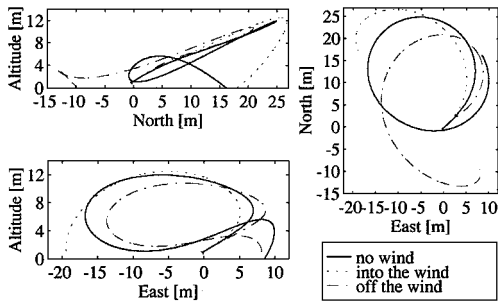 Altitude [m]
12
8
4
0
-15 -10 -5 0 5 10 15 20 25
North [m]
Altitude [m]
12
8
4
0
-20 -15 -10 -5 0 5 10
East [m]
North [m]
25
20
15
10
5
0
-5
-10
-15
-20 -15 -10 -5 0 5 10
East [m]
no wind
into the wind
off the wind